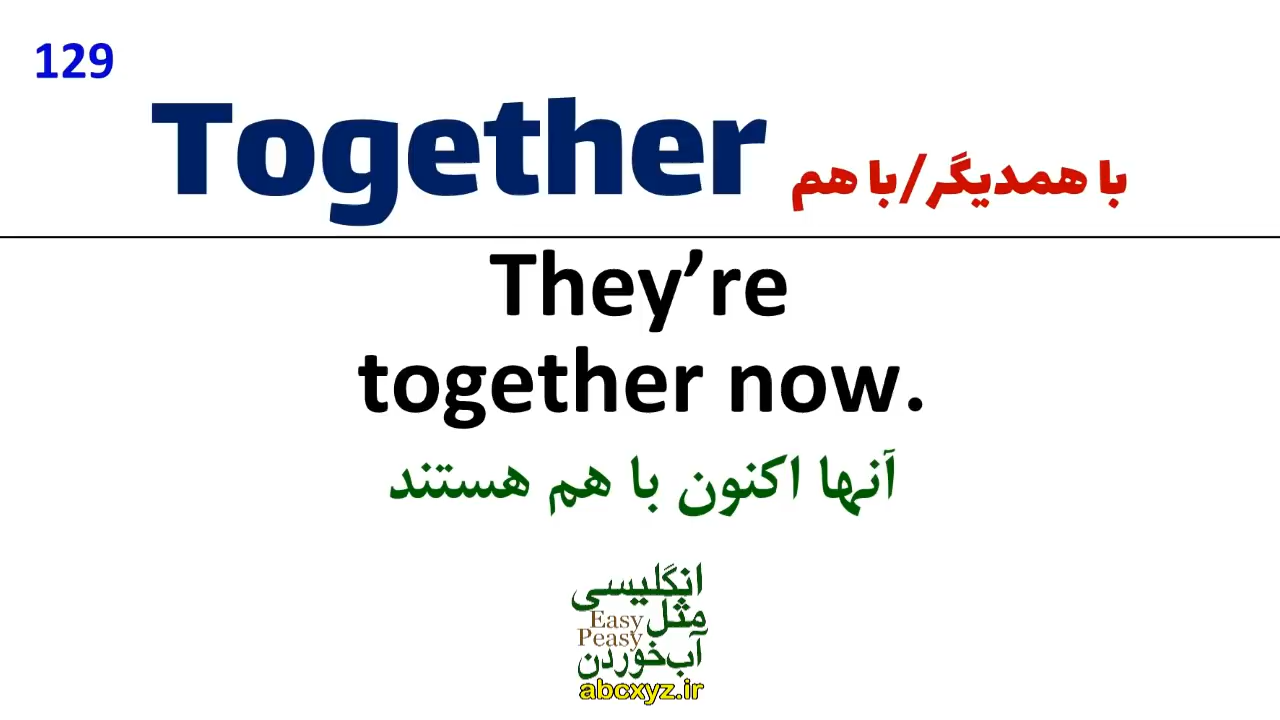 129
Together با همدیگر/با هم
They’re
together now.
آنها اکنون با هم هستند
انگلیسی
مثل Easy
Peasy
آب‌خوردن
abcxyz.ir